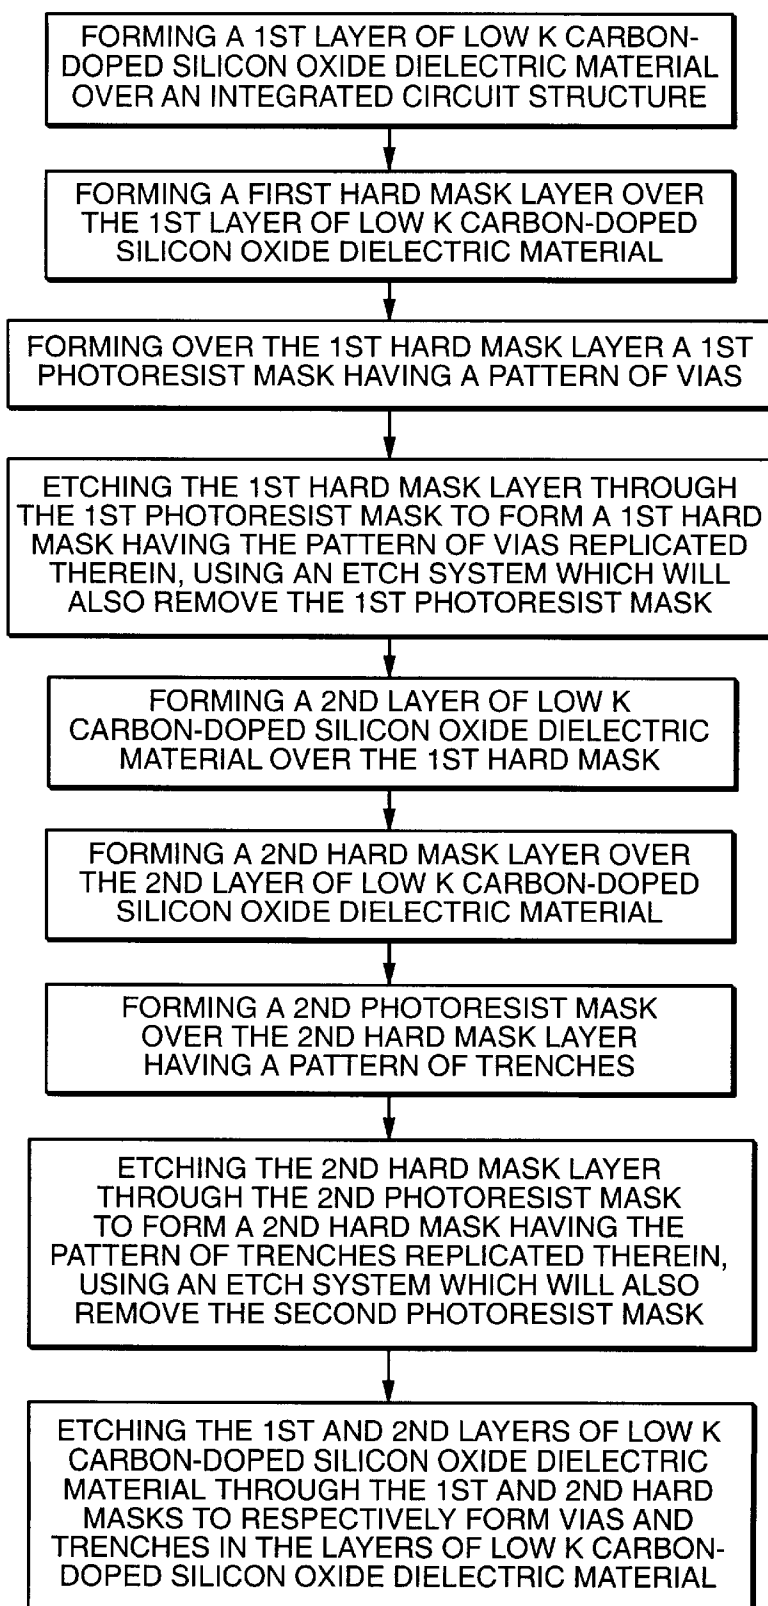 FORMING A 1ST LAYER OF LOW K CARBON-
DOPED SILICON OXIDE DIELECTRIC MATERIAL
OVER AN INTEGRATED CIRCUIT STRUCTURE
FORMING A FIRST HARD MASK LAYER OVER
THE 1ST LAYER OF LOW K CARBON-DOPED
SILICON OXIDE DIELECTRIC MATERIAL
FORMING OVER THE 1ST HARD MASK LAYER A 1ST
PHOTORESIST MASK HAVING A PATTERN OF VIAS
ETCHING THE 1ST HARD MASK LAYER THROUGH
THE 1ST PHOTORESIST MASK TO FORM A 1ST HARD
MASK HAVING THE PATTERN OF VIAS REPLICATED
THEREIN, USING AN ETCH SYSTEM WHICH WILL
ALSO REMOVE THE 1ST PHOTORESIST MASK
FORMING A 2ND LAYER OF LOW K
CARBON-DOPED SILICON OXIDE DIELECTRIC
MATERIAL OVER THE 1ST HARD MASK
FORMING A 2ND HARD MASK LAYER OVER
THE 2ND LAYER OF LOW K CARBON-DOPED
SILICON OXIDE DIELECTRIC MATERIAL
FORMING A 2ND PHOTORESIST MASK
OVER THE 2ND HARD MASK LAYER
HAVING A PATTERN OF TRENCHES
ETCHING THE 2ND HARD MASK LAYER
THROUGH THE 2ND PHOTORESIST MASK
TO FORM A 2ND HARD MASK HAVING THE
PATTERN OF TRENCHES REPLICATED THEREIN,
USING AN ETCH SYSTEM WHICH WILL ALSO
REMOVE THE SECOND PHOTORESIST MASK
ETCHING THE 1ST AND 2ND LAYERS OF LOW K
CARBON-DOPED SILICON OXIDE DIELECTRIC
MATERIAL THROUGH THE 1ST AND 2ND HARD
MASKS TO RESPECTIVELY FORM VIAS AND
TRENCHES IN THE LAYERS OF LOW K CARBON-
DOPED SILICON OXIDE DIELECTRIC MATERIAL